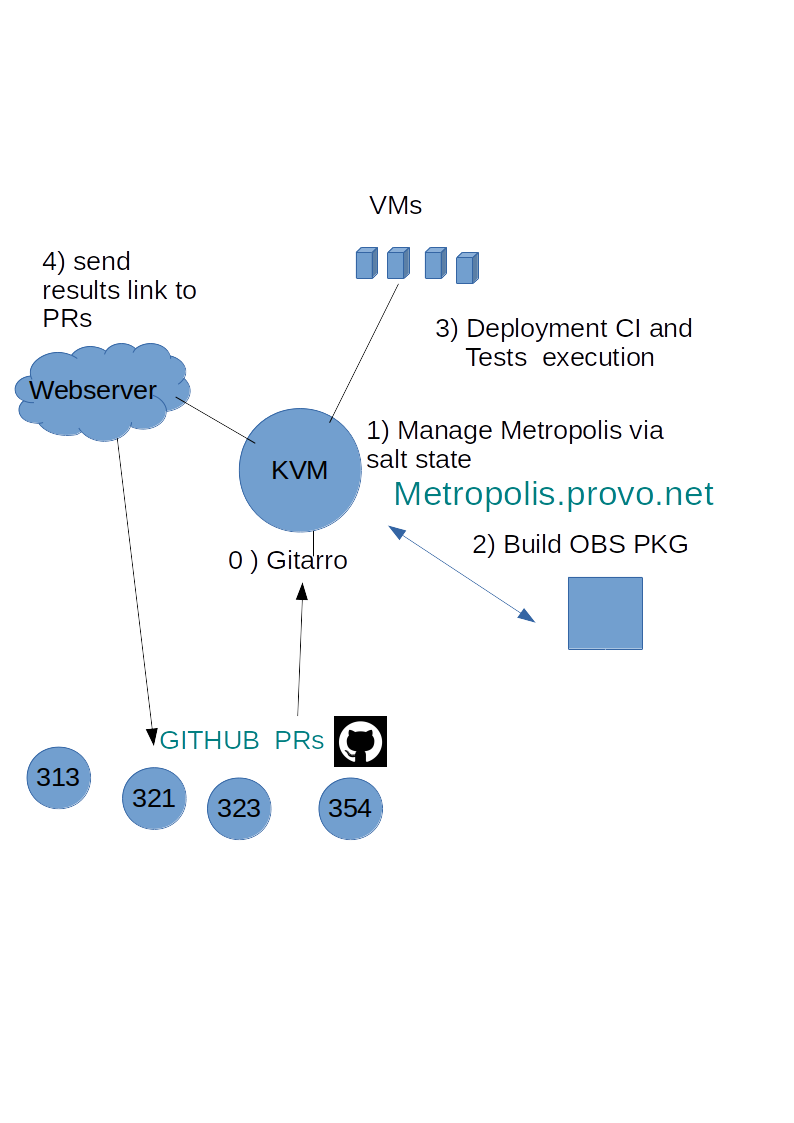 VMs
4) send
results link to
PRs
3) Deployment CI and
Tests  execution
Webserver
1) Manage Metropolis via
salt state
KVM
Metropolis.provo.net
2) Build OBS PKG
0 ) Gitarro
GITHUB  PRs
313
321
323
354